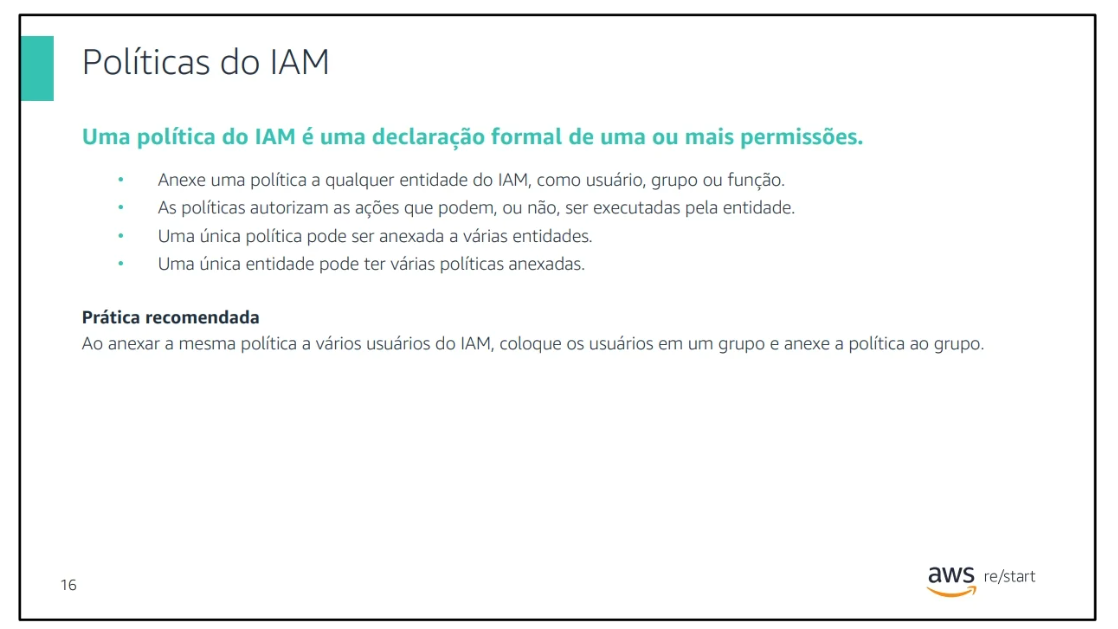 Políticas do IAM
Uma política do IAM é uma declaração formal de uma ou mais permissões.
• Anexe uma política a qualquer entidade do IAM, como usuário, grupo ou função.
• As políticas autorizam as ações que podem, ou não, ser executadas pela entidade.
• Uma única política pode ser anexada a várias entidades.
• Uma única entidade pode ter várias políticas anexadas.
Prática recomendada
Ao anexar a mesma política a vários usuários do IAM, coloque os usuários em um grupo e anexe a política ao grupo.
16
aws re/start